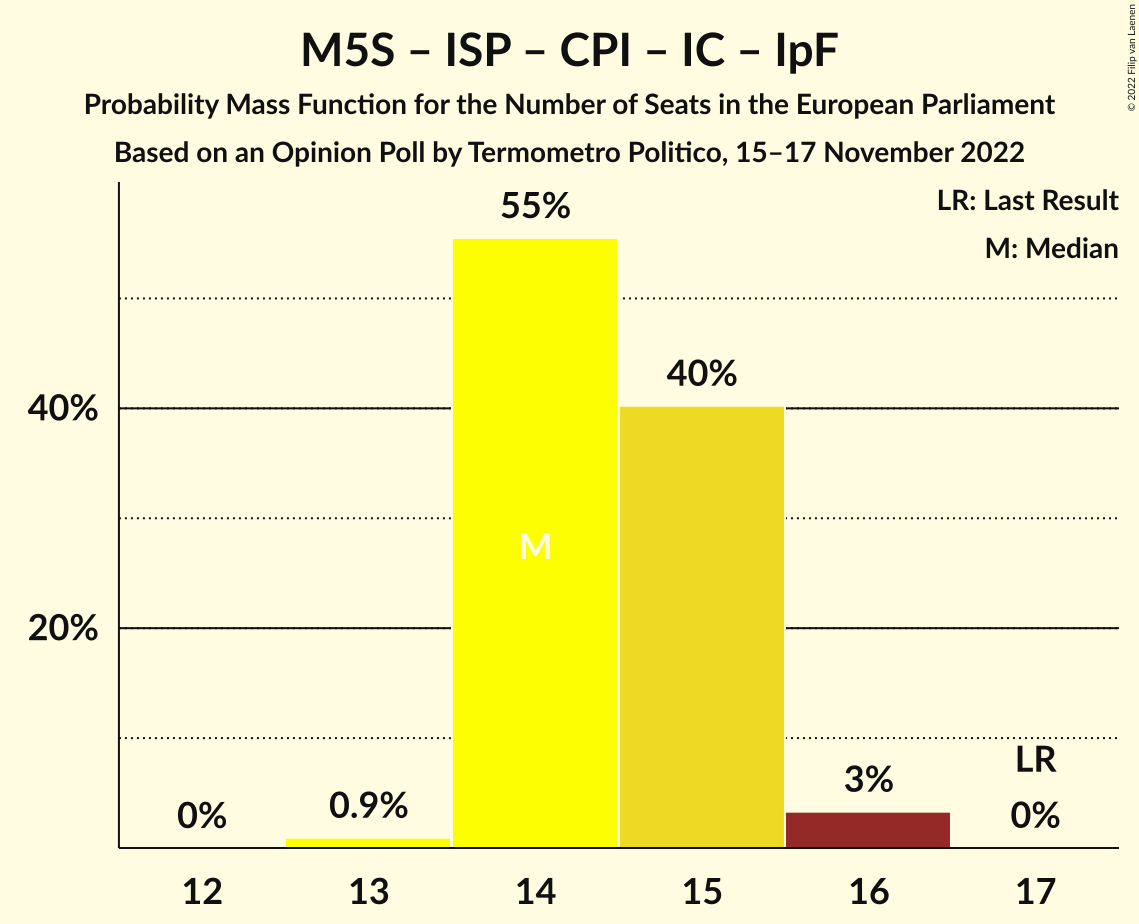 M5S – ISP – CPI – IC – IpF
Probability Mass Function for the Number of Seats in the European Parliament
Based on an Opinion Poll by Termometro Politico, 15–17 November 2022
© 2022 Filip van Laenen
LR: Last Result
M: Median
55%
40%
40%
M
20%
LR
3%
0.9%
0%
0%
12 13 14 15 16 17